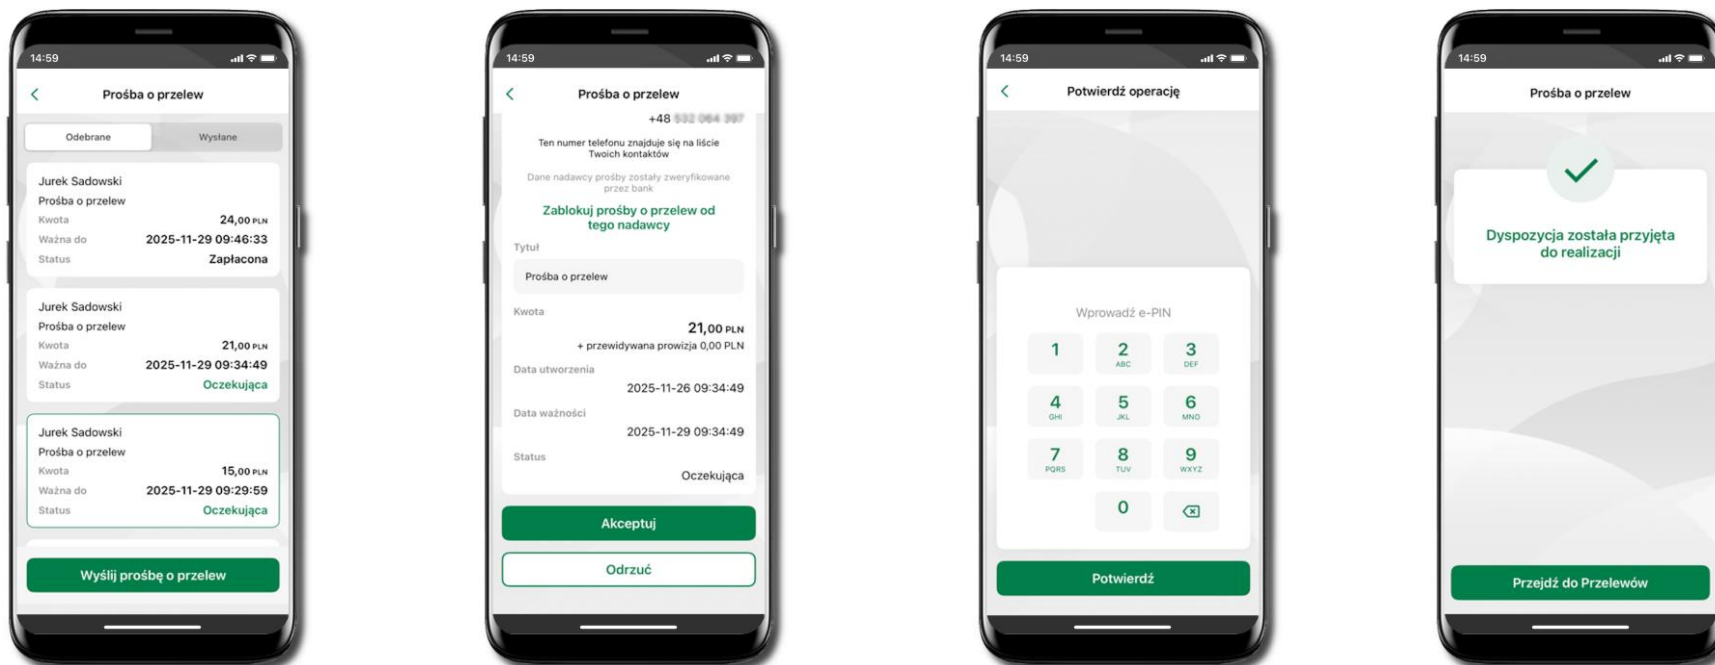 14:59
Prośba o przelew
Odebrane
Wysłane
Jurek Sadowski
Prośba o przelew
Kwota 24,00 PLN
Ważna do 2025-11-29 09:46:33
Status Zapłacona
Jurek Sadowski
Prośba o przelew
Kwota 21,00 PLN
Ważna do 2025-11-29 09:34:49
Status Oczekująca
Jurek Sadowski
Prośba o przelew
Kwota 15,00 PLN
Ważna do 2025-11-29 09:29:59
Status Oczekująca
Wyślij prośbę o przelew
14:59
Prośba o przelew
+48
Ten numer telefonu znajduje się na liście
Twoich kontaktów
Dane nadawcy prośby zostały zweryfikowane
przez bank
Zablokuj prośby o przelew od
tego nadawcy
Tytuł
Prośba o przelew
Kwota
21,00 PLN
+ przewidywana prowizja 0,00 PLN
Data utworzenia
2025-11-26 09:34:49
Data ważności
2025-11-29 09:34:49
Status
Oczekująca
Akceptuj
Odrzuć
14:59
Potwierdź operację
Wprowadź e-PIN
1 2 3
ABC DEF
4 5 6
GHI JKL MNO
7 8 9
PQRS TUV WXYZ
0
Potwierdź
14:59
Prośba o przelew
Dyspozycja została przyjęta
do realizacji
Przejdź do Przelewów